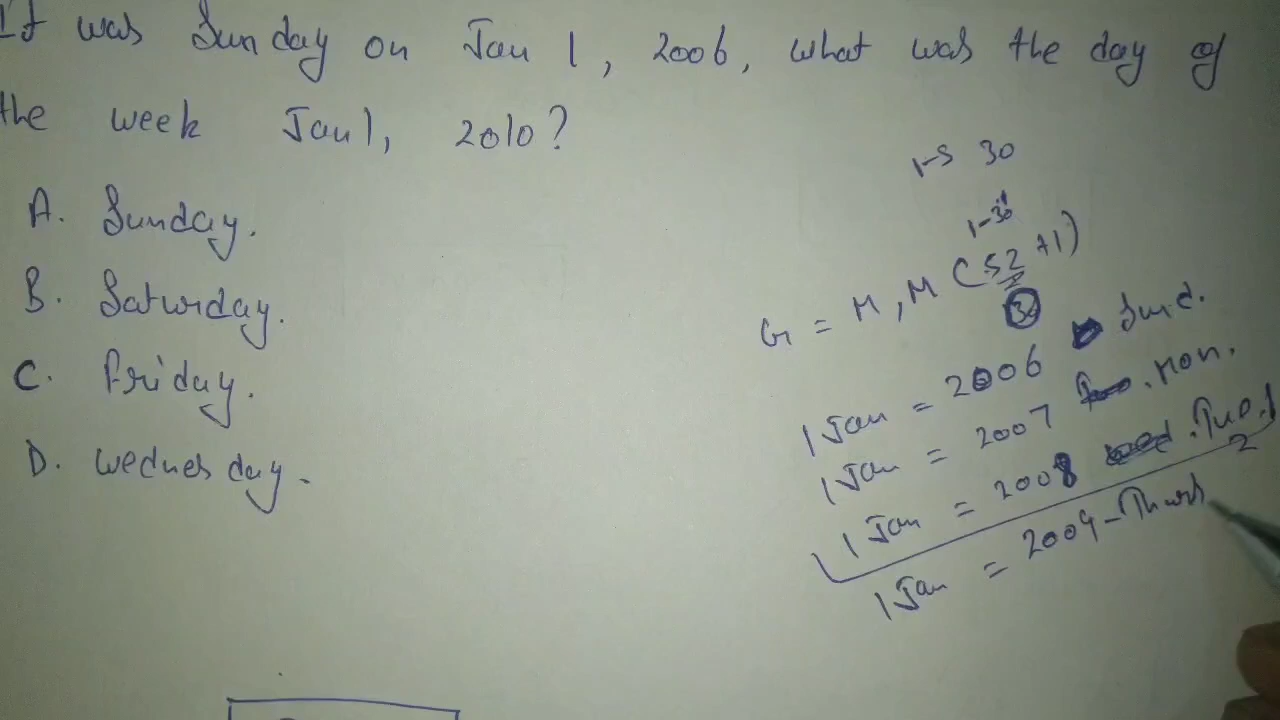 It was Sunday on Jan 1, 2006, what was the day of
the week Jan 1, 2010?
A. Sunday.
B. Saturday.
C. Friday.
D. Wednesday.
1-S 30
1-30
G = M, M (52 +1)
1 Jan = 2006 Sund.
1 Jan = 2007 . Mon.
1 Jan = 2008 . Tue.
2
1 Jan = 2009 - Thurs